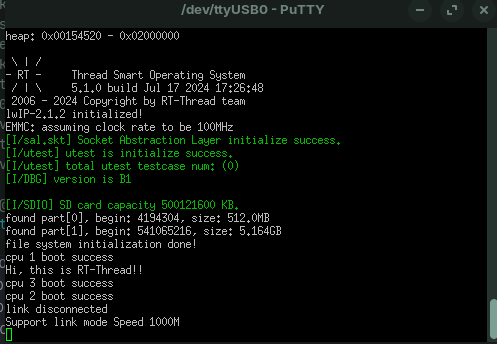 /dev/ttyUSB0 - PuTTY
heap: 0x00154520 - 0x02000000
\ | /
- RT -     Thread Smart Operating System
/ | \     5.1.0 build Jul 17 2024 17:26:48
2006 - 2024 Copyright by RT-Thread team
lwIP-2.1.2 initialized!
EMMC: assuming clock rate to be 100MHz
[I/sal.skt] Socket Abstraction Layer initialize success.
[I/utest] utest is initialize success.
[I/utest] total utest testcase num: (0)
[I/DBG] version is B1
[I/SDIO] SD card capacity 500121600 KB.
found part[0], begin: 4194304, size: 512.0MB
found part[1], begin: 541065216, size: 5.164GB
file system initialization done!
cpu 1 boot success
Hi, this is RT-Thread!!
cpu 3 boot success
cpu 2 boot success
link disconnected
Support link mode Speed 1000M